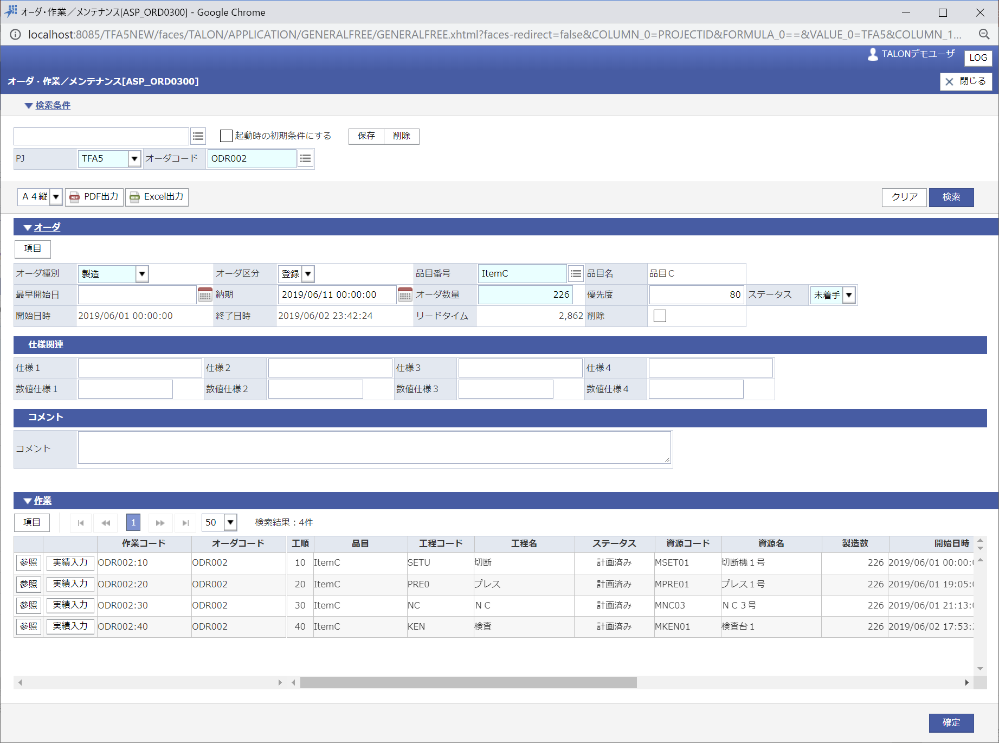 オーダ･作業／メンテナンス[ASP_ORD0300] - Google Chrome
localhost:8085/TFA5NEW/faces/TALON/APPLICATION/GENERALFREE/GENERALFREE.xhtml?faces-redirect=false&COLUMN_0=PROJECTID&FORMULA_0==&VALUE_0=TFA5&COLUMN_1...
TALONデモユーザ LOG
オーダ・作業／メンテナンス[ASP_ORD0300] 閉じる
検索条件
起動時の初期条件にする 保存 削除
PJ TFA5 オーダコード ODR002
Ａ４縦 PDF出力 Excel出力 クリア 検索
オーダ
項目
オーダ種別 製造 オーダ区分 登録 品目番号 ItemC 品目名 品目Ｃ
最早開始日 納期 2019/06/11 00:00:00 オーダ数量 226 優先度 80 ステータス 未着手
開始日時 2019/06/01 00:00:00 終了日時 2019/06/02 23:42:24 リードタイム 2,862 削除
仕様関連
仕様１ 仕様２ 仕様３ 仕様４
数値仕様１ 数値仕様２ 数値仕様３ 数値仕様４
コメント
コメント
作業
項目 1 50 検索結果：4件
作業コード オーダコード 工順 品目 工程コード 工程名 ステータス 資源コード 資源名 製造数 開始日時
参照 実績入力 ODR002:10 ODR002 10 ItemC SETU 切断 計画済み MSET01 切断機１号 226 2019/06/01 00:00:
参照 実績入力 ODR002:20 ODR002 20 ItemC PRE0 プレス 計画済み MPRE01 プレス１号 226 2019/06/01 19:05:
参照 実績入力 ODR002:30 ODR002 30 ItemC NC ＮＣ 計画済み MNC03 ＮＣ３号 226 2019/06/01 21:13:
参照 実績入力 ODR002:40 ODR002 40 ItemC KEN 検査 計画済み MKEN01 検査台１ 226 2019/06/02 17:53:
確定